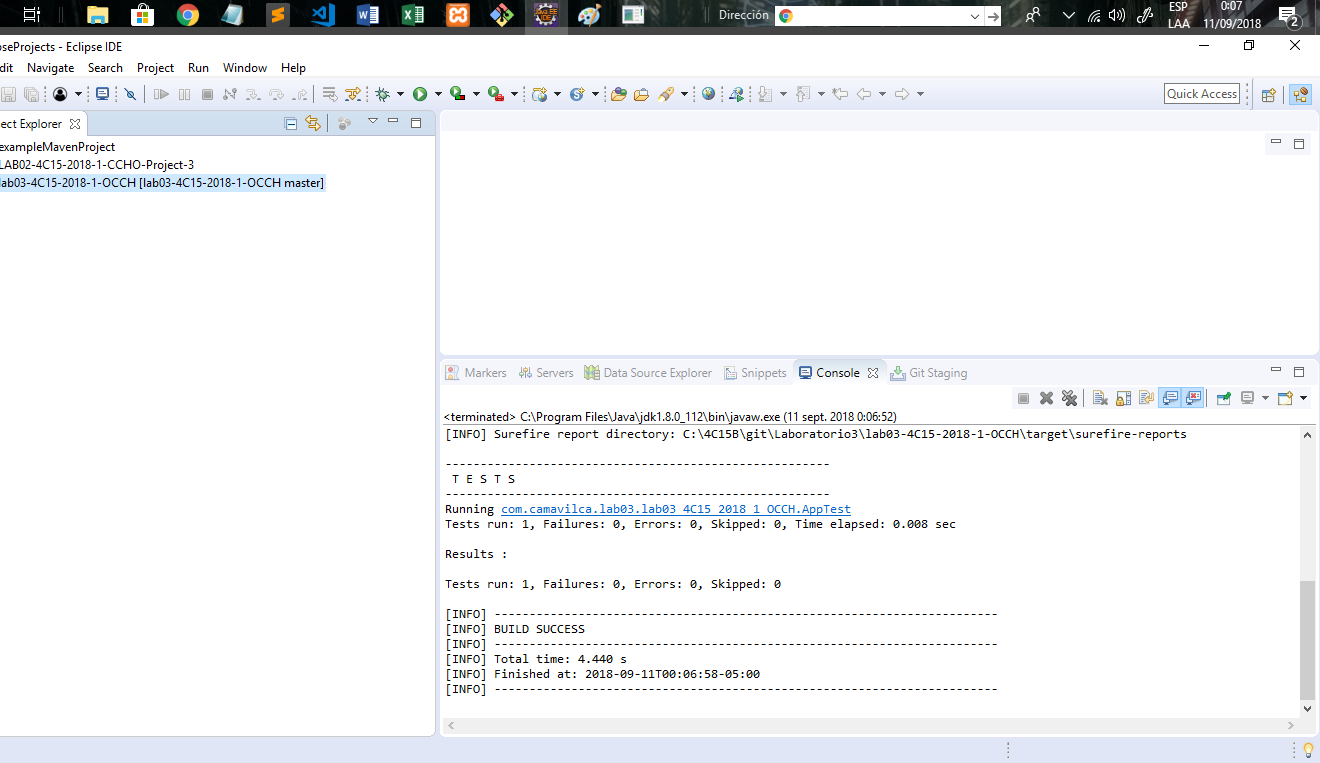 Dirección
ESP
LAA
0:07
11/09/2018
2
oseProjects - Eclipse IDE
dit Navigate Search Project Run Window Help
Quick Access
ect Explorer
exampleMavenProject
LAB02-4C15-2018-1-CCHO-Project-3
lab03-4C15-2018-1-OCCH [lab03-4C15-2018-1-OCCH master]
Markers Servers Data Source Explorer Snippets Console Git Staging
<terminated> C:\Program Files\Java\jdk1.8.0_112\bin\javaw.exe (11 sept. 2018 0:06:52)
[INFO] Surefire report directory: C:\4C15B\git\Laboratorio3\lab03-4C15-2018-1-OCCH\target\surefire-reports
-------------------------------------------------------
T E S T S
-------------------------------------------------------
Running com.camavilca.lab03.lab03_4C15_2018_1_OCCH.AppTest
Tests run: 1, Failures: 0, Errors: 0, Skipped: 0, Time elapsed: 0.008 sec
Results :
Tests run: 1, Failures: 0, Errors: 0, Skipped: 0
[INFO] ------------------------------------------------------------------------
[INFO] BUILD SUCCESS
[INFO] ------------------------------------------------------------------------
[INFO] Total time: 4.440 s
[INFO] Finished at: 2018-09-11T00:06:58-05:00
[INFO] ------------------------------------------------------------------------